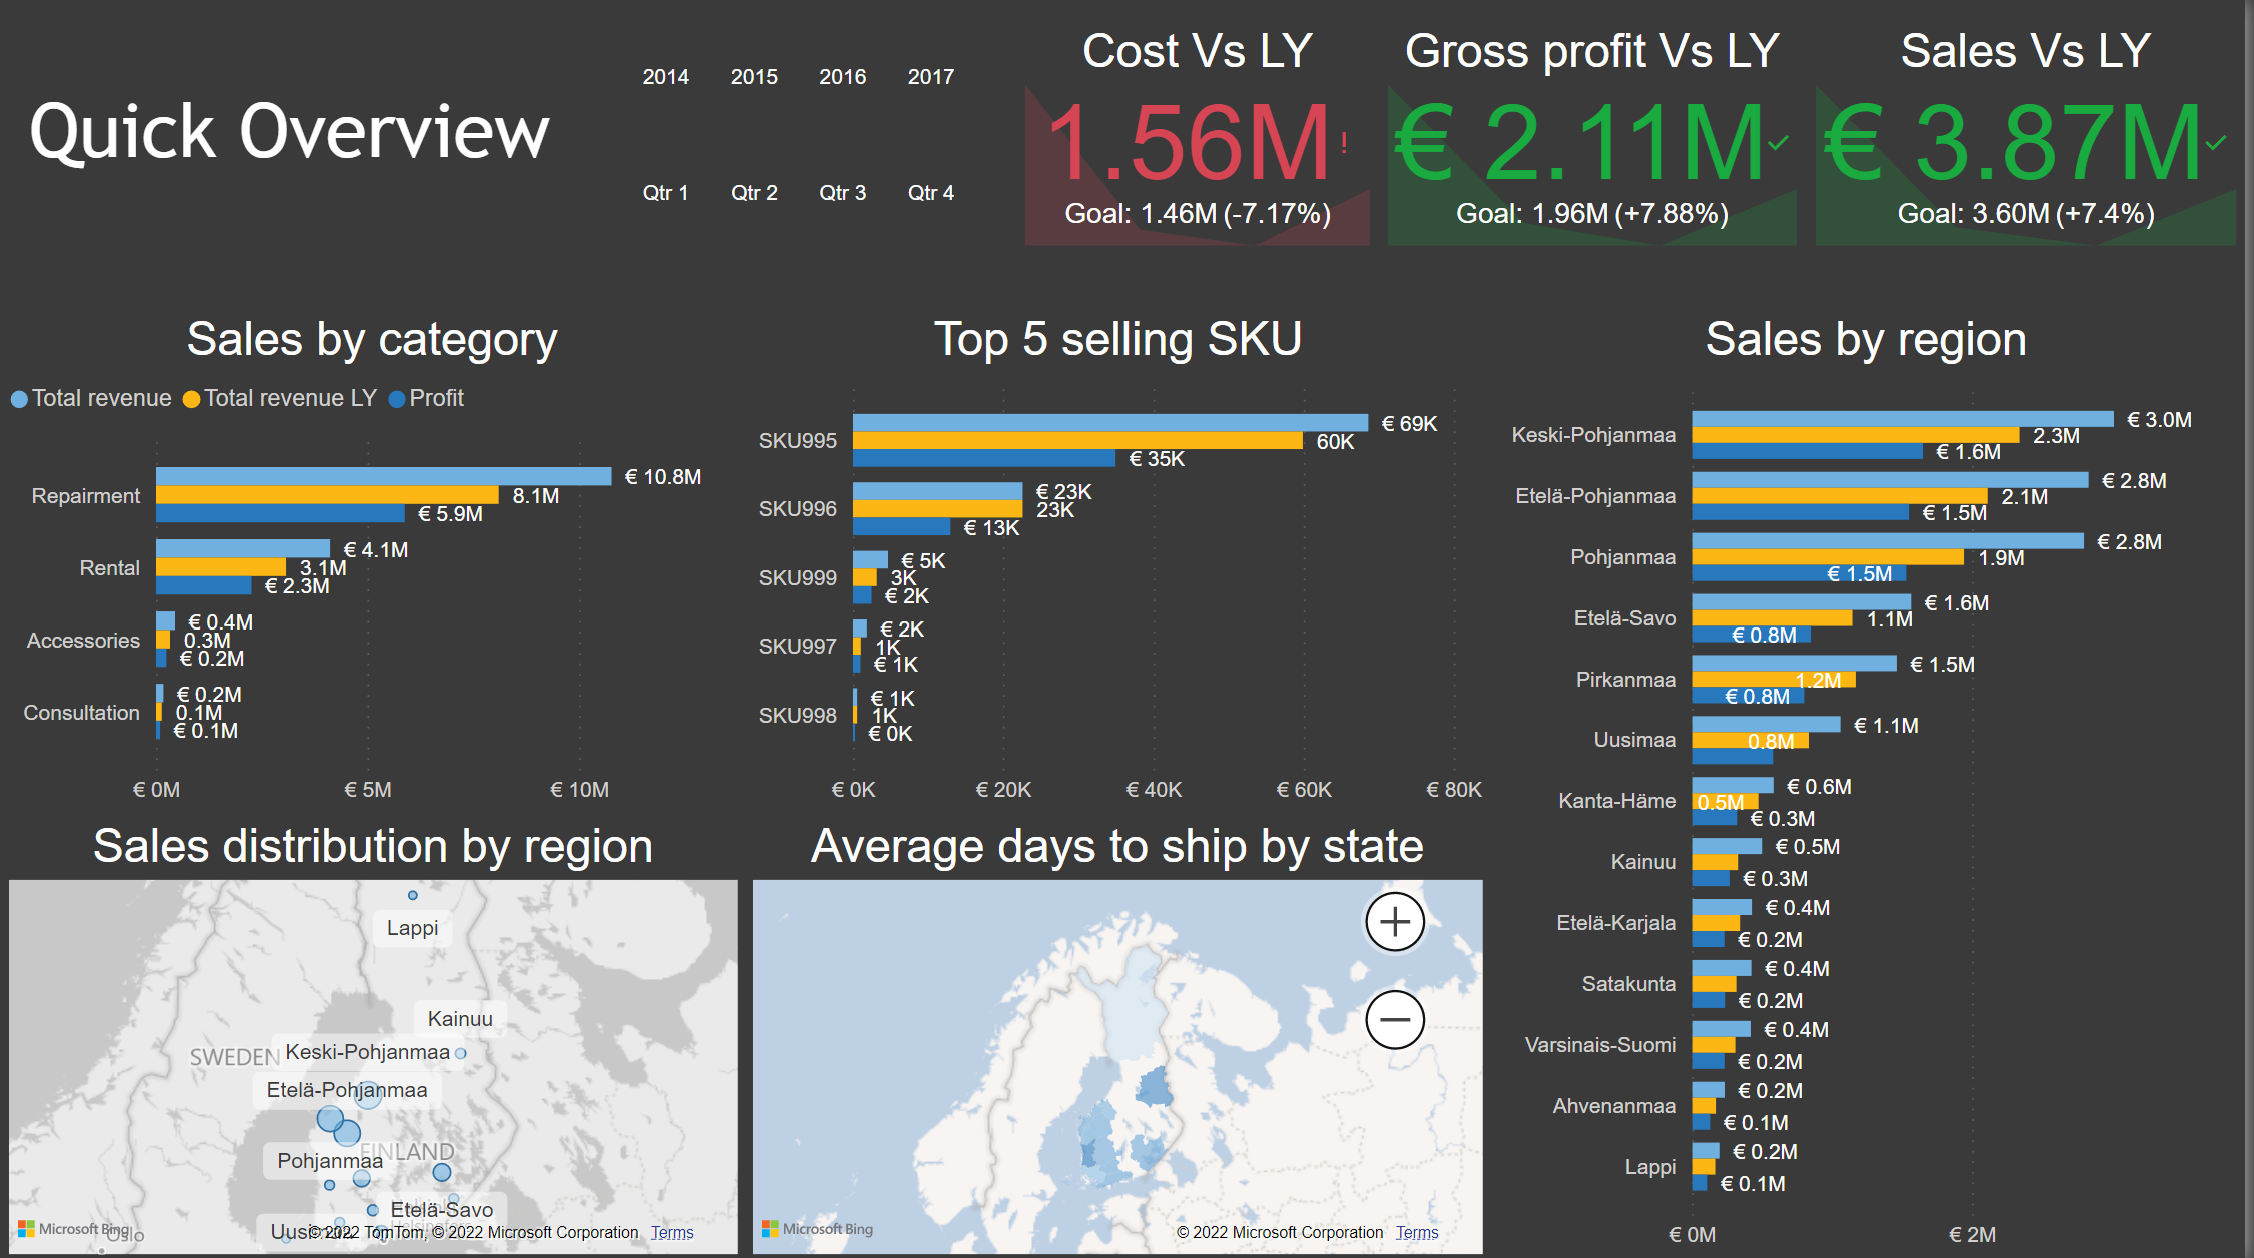 Quick Overview
2014 2015 2016 2017
Qtr 1 Qtr 2 Qtr 3 Qtr 4
Cost Vs LY
1.56M!
Goal: 1.46M (-7.17%)
Gross profit Vs LY
€ 2.11M
Goal: 1.96M (+7.88%)
Sales Vs LY
€ 3.87M
Goal: 3.60M (+7.4%)
Sales by category
Total revenue Total revenue LY Profit
Repairment
€ 10.8M
8.1M
€ 5.9M
Rental
€ 4.1M
3.1M
€ 2.3M
Accessories
€ 0.4M
0.3M
€ 0.2M
Consultation
€ 0.2M
0.1M
€ 0.1M
€ 0M € 5M € 10M
Top 5 selling SKU
SKU995
€ 69K
60K
€ 35K
SKU996
€ 23K
23K
€ 13K
SKU999
€ 5K
3K
€ 2K
SKU997
€ 2K
1K
€ 1K
SKU998
€ 1K
1K
€ 0K
€ 0K € 20K € 40K € 60K € 80K
Sales by region
Keski-Pohjanmaa
€ 3.0M
2.3M
€ 1.6M
Etelä-Pohjanmaa
€ 2.8M
2.1M
€ 1.5M
Pohjanmaa
€ 2.8M
1.9M
€ 1.5M
Etelä-Savo
€ 1.6M
1.1M
€ 0.8M
Pirkanmaa
€ 1.5M
1.2M
€ 0.8M
Uusimaa
€ 1.1M
0.8M
Kanta-Häme
€ 0.6M
0.5M
€ 0.3M
Kainuu
€ 0.5M
€ 0.3M
Etelä-Karjala
€ 0.4M
€ 0.2M
Satakunta
€ 0.4M
€ 0.2M
Varsinais-Suomi
€ 0.4M
€ 0.2M
Ahvenanmaa
€ 0.2M
€ 0.1M
Lappi
€ 0.2M
€ 0.1M
€ 0M € 2M
Sales distribution by region
Lappi
Kainuu
SWEDEN
Keski-Pohjanmaa
Etelä-Pohjanmaa
FINLAND
Pohjanmaa
Etelä-Savo
Microsoft Bing
Oslo
© 2022 TomTom, © 2022 Microsoft Corporation Terms
Average days to ship by state
Microsoft Bing
© 2022 Microsoft Corporation Terms